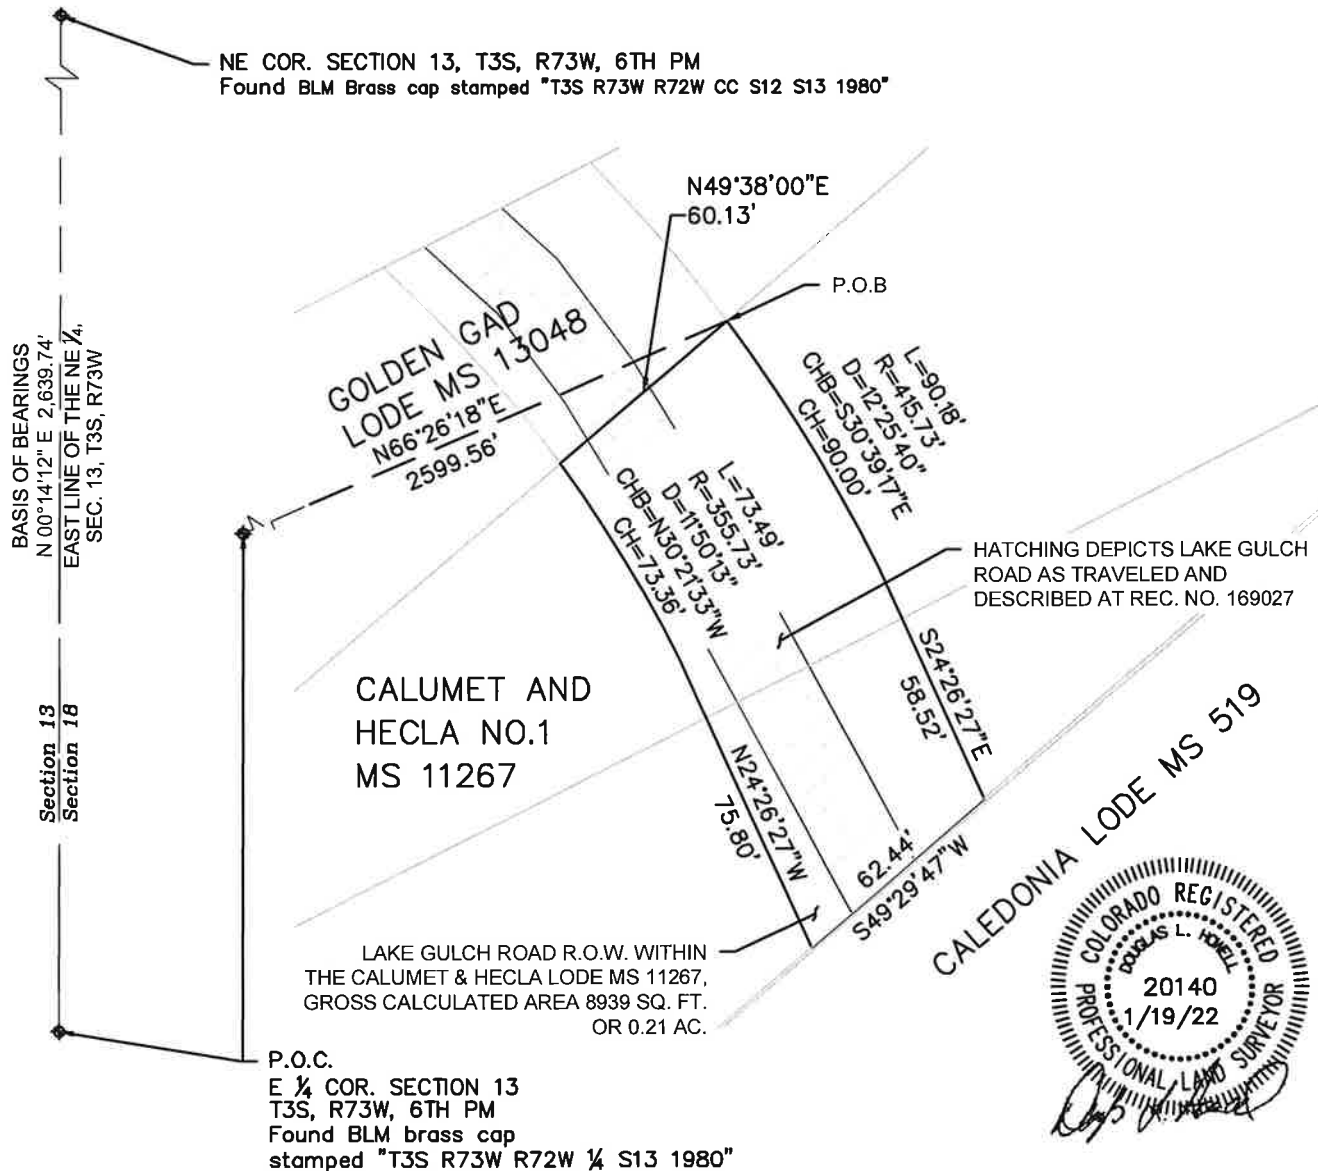 NE COR. SECTION 13, T3S, R73W, 6TH PM
Found BLM Brass cap stamped "T3S R73W R72W CC S12 S13 1980"
N49°38'00"E
60.13'
P.O.B
GOLDEN GAD
LODE MS 13048
N66°26'18"E
2599.56'
L=90.18'
R=415.73'
D=12°25'40"
CHB=S30°39'17"E
CH=90.00'
L=73.49'
R=355.73'
D=11°50'13"
CHB=N30°21'33"W
CH=73.36'
BASIS OF BEARINGS
N 00°14'12" E 2,639.74'
EAST LINE OF THE NE ¼,
SEC. 13, T3S, R73W
HATCHING DEPICTS LAKE GULCH
ROAD AS TRAVELED AND
DESCRIBED AT REC. NO. 169027
S24°26'27"E
58.52'
CALUMET AND
HECLA NO.1
MS 11267
Section 13
Section 18
N24°26'27"W
75.80'
62.44'
S49°29'47"W
CALEDONIA LODE MS 519
LAKE GULCH ROAD R.O.W. WITHIN
THE CALUMET & HECLA LODE MS 11267,
GROSS CALCULATED AREA 8939 SQ. FT.
OR 0.21 AC.
COLORADO REGISTERED
DOUGLAS L. HOWELL
20140
1/19/22
PROFESSIONAL LAND SURVEYOR
P.O.C.
E ¼ COR. SECTION 13
T3S, R73W, 6TH PM
Found BLM brass cap
stamped "T3S R73W R72W ¼ S13 1980"